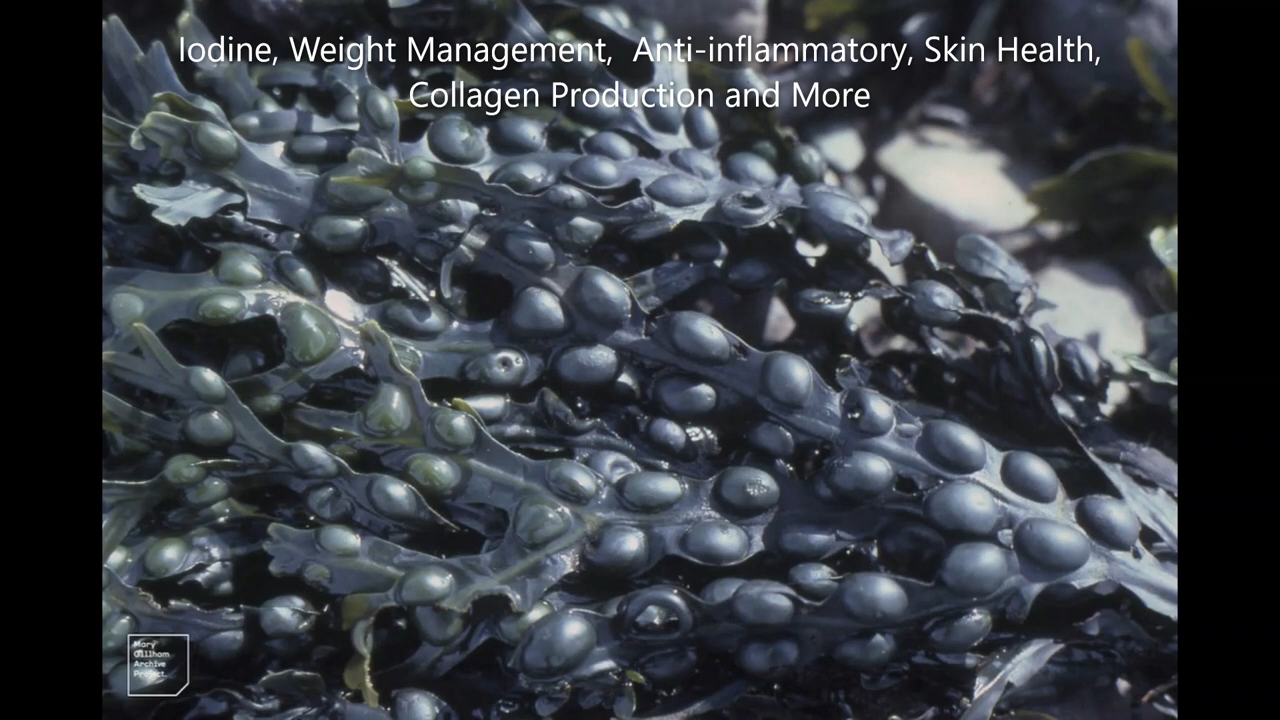 Iodine, Weight Management,  Anti-inflammatory, Skin Health,
Collagen Production and More
Mary
Gillham
Archive
Project.